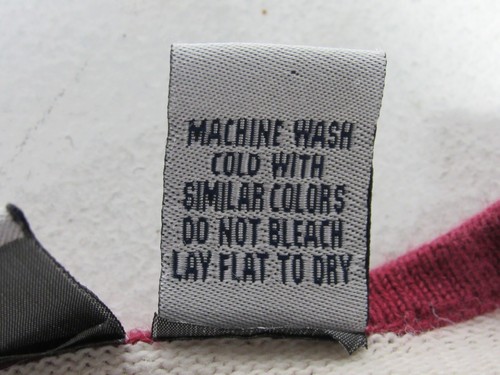 MACHINE WASH
COLD WITH
SIMILAR COLORS
DO NOT BLEACH
LAY FLAT TO DRY